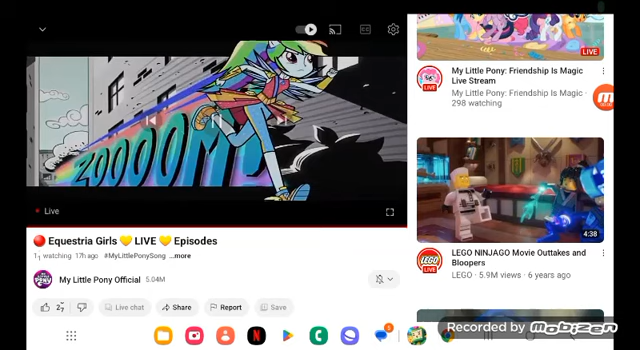 ZOOOOM!
Live
Equestria Girls 💛 LIVE 💛 Episodes
watching 17h ago #MyLittlePonySong ...more
My Little Pony Official 5.04M
Live chat Share Report Save
LIVE
My Little Pony: Friendship Is Magic
Live Stream
My Little Pony: Friendship Is Magic ·
298 watching
LIVE
4:38
LEGO NINJAGO Movie Outtakes and
Bloopers
LEGO · 5.9M views · 6 years ago
LEGO
LIVE
Recorded by Mobizen